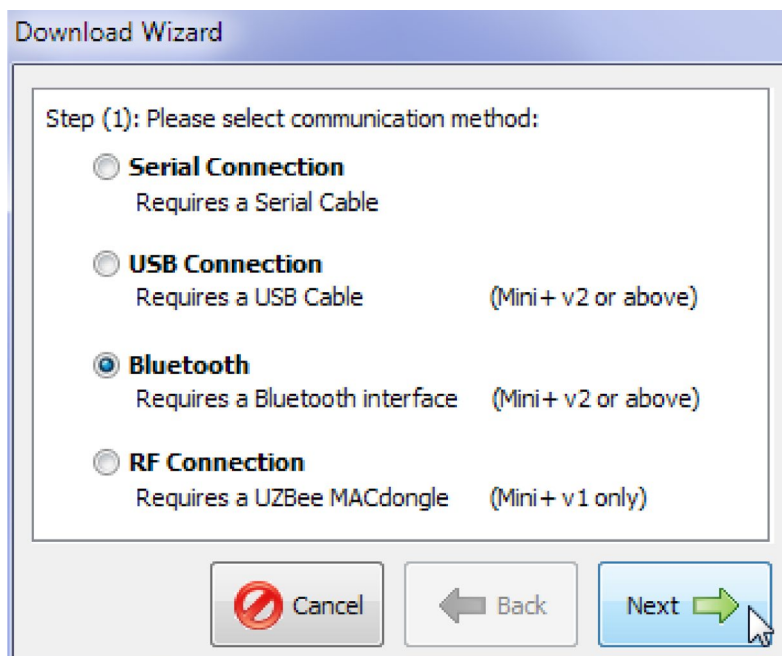 Download Wizard
Step (1): Please select communication method:
Serial Connection
Requires a Serial Cable
USB Connection
Requires a USB Cable (Mini+ v2 or above)
Bluetooth
Requires a Bluetooth interface (Mini+ v2 or above)
RF Connection
Requires a UZBee MACdongle (Mini+ v1 only)
Cancel Back Next